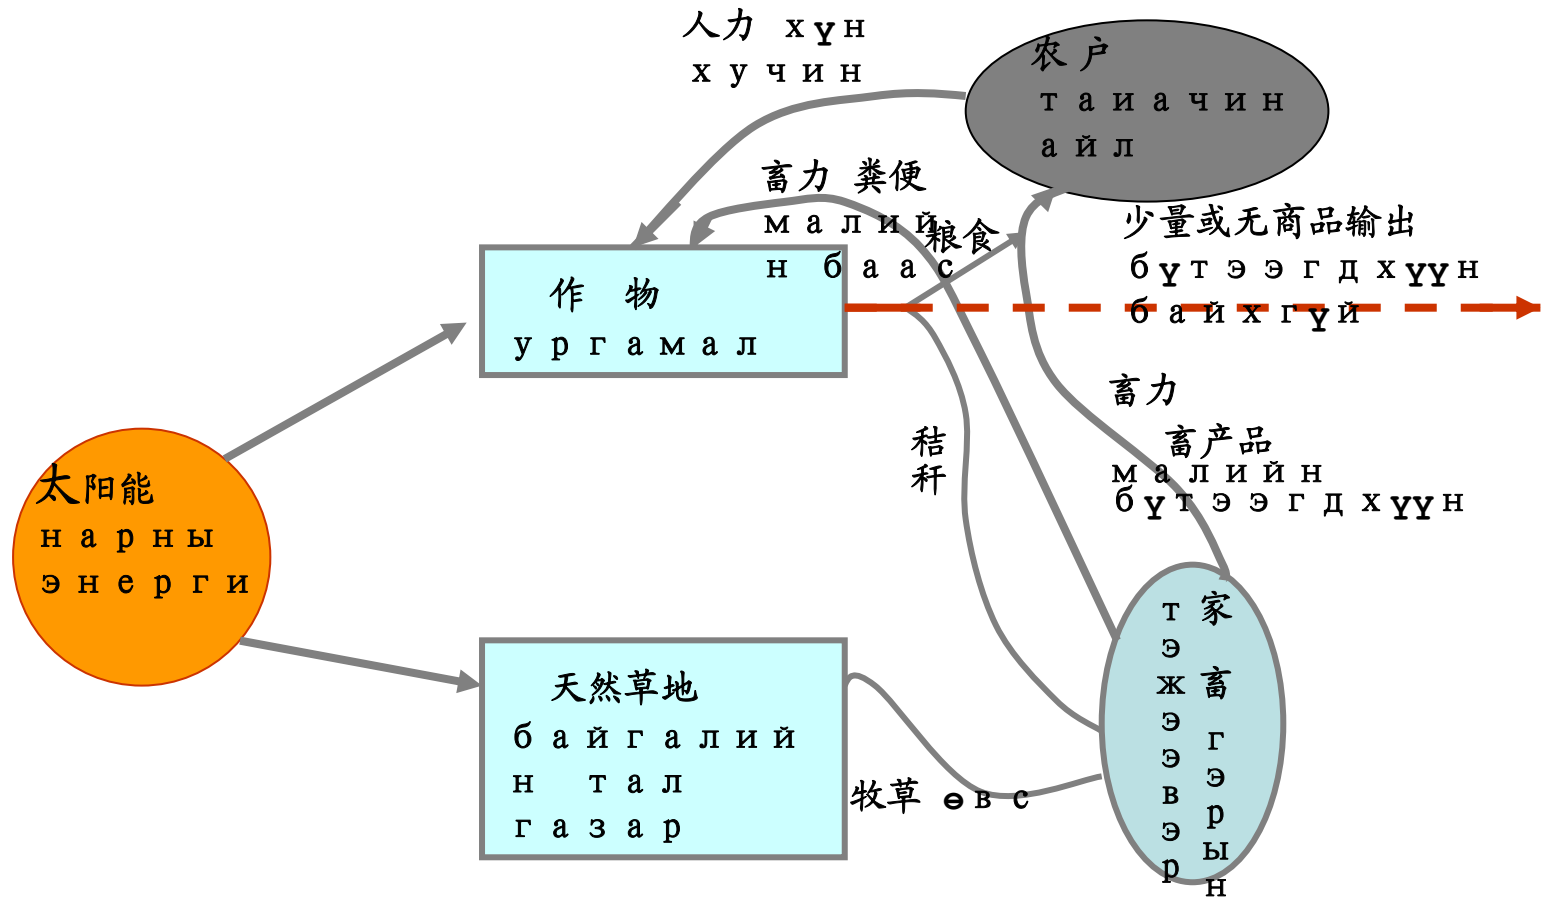 人力 хүн
хучин
农户
таиачин
айл
畜力 粪便
малий
н баас
粮食
少量或无商品输出
бүтээгдхүүн
байхгүй
作 物
ургамал
畜力
畜产品
малийн
бүтээгдхүүн
秸
秆
太阳能
нарны
энерги
家 畜 гэрын
тэжээвэр
天然草地
байгалий
н тал
газар
牧草 өвс